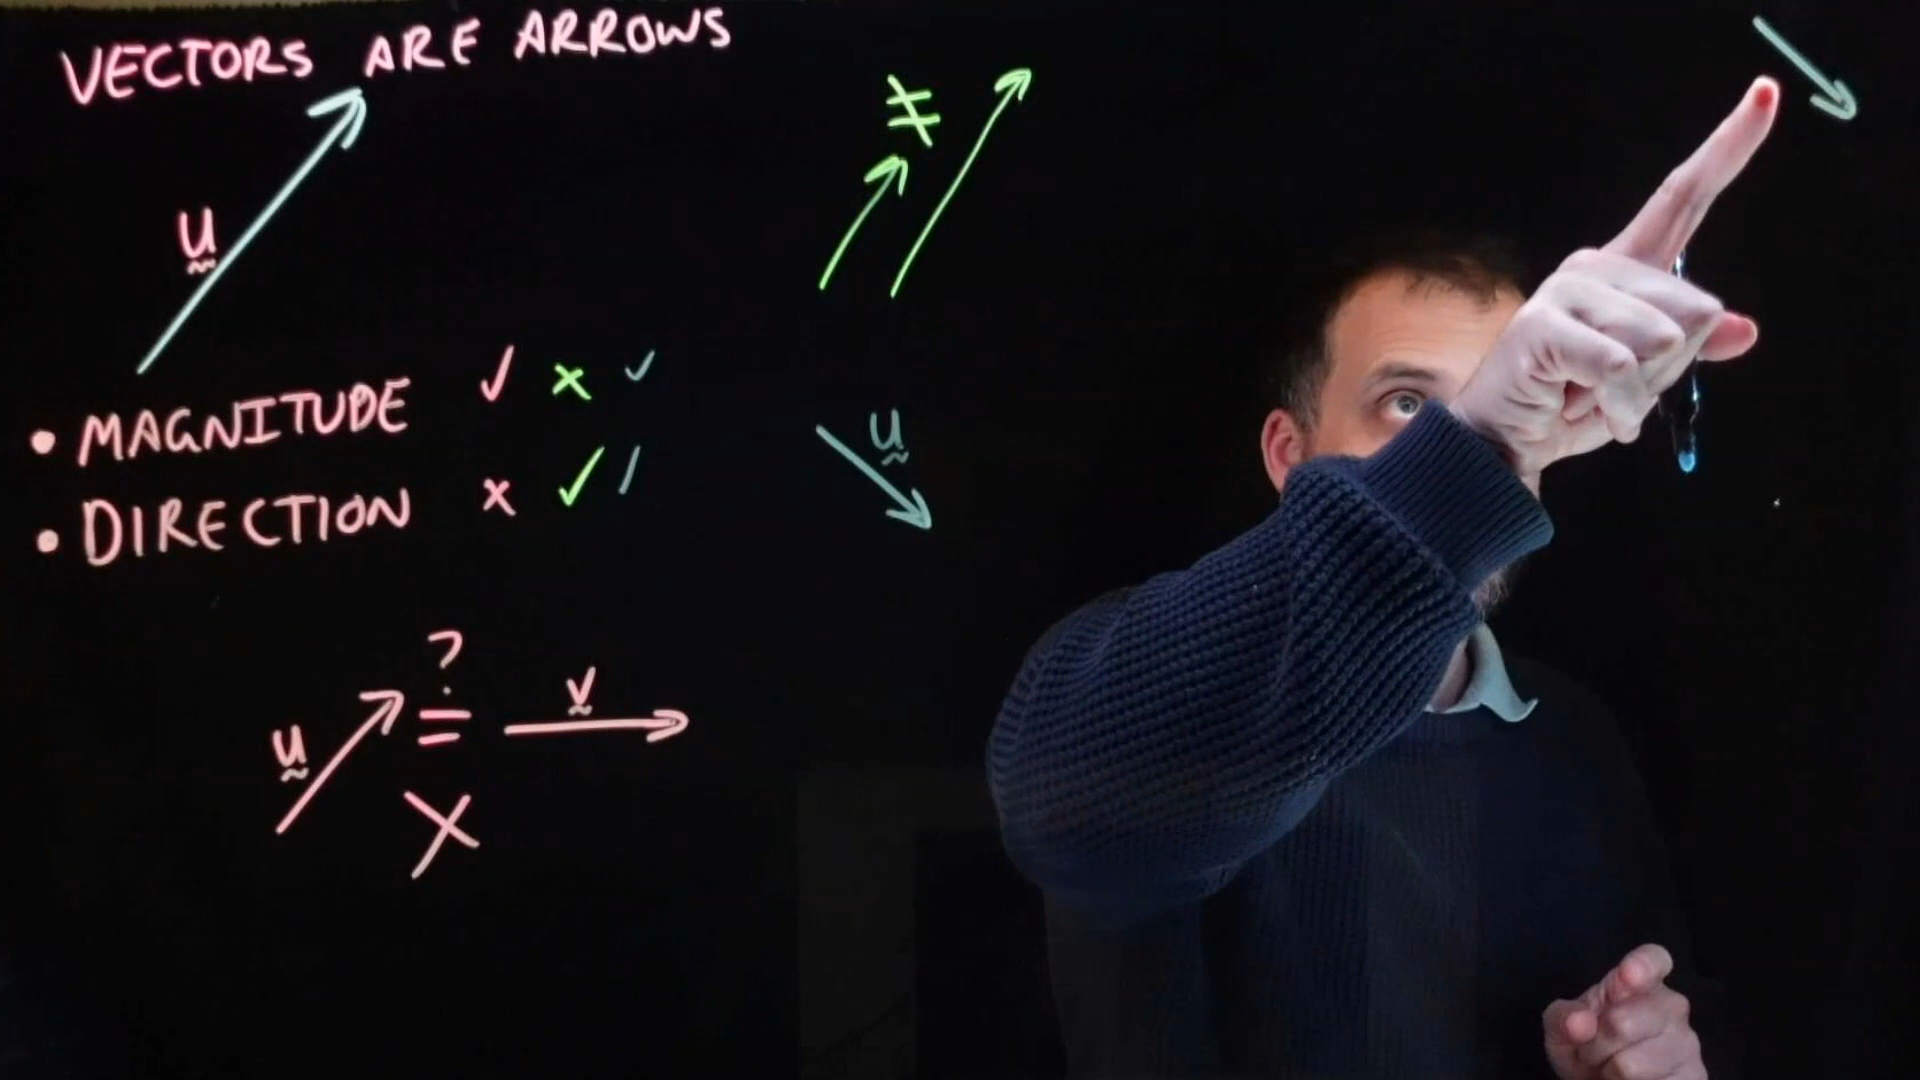 VECTORS ARE ARROWS
u
≠
• MAGNITUDE ✓ × ✓
• DIRECTION × ✓ /
u
?
u = v
X